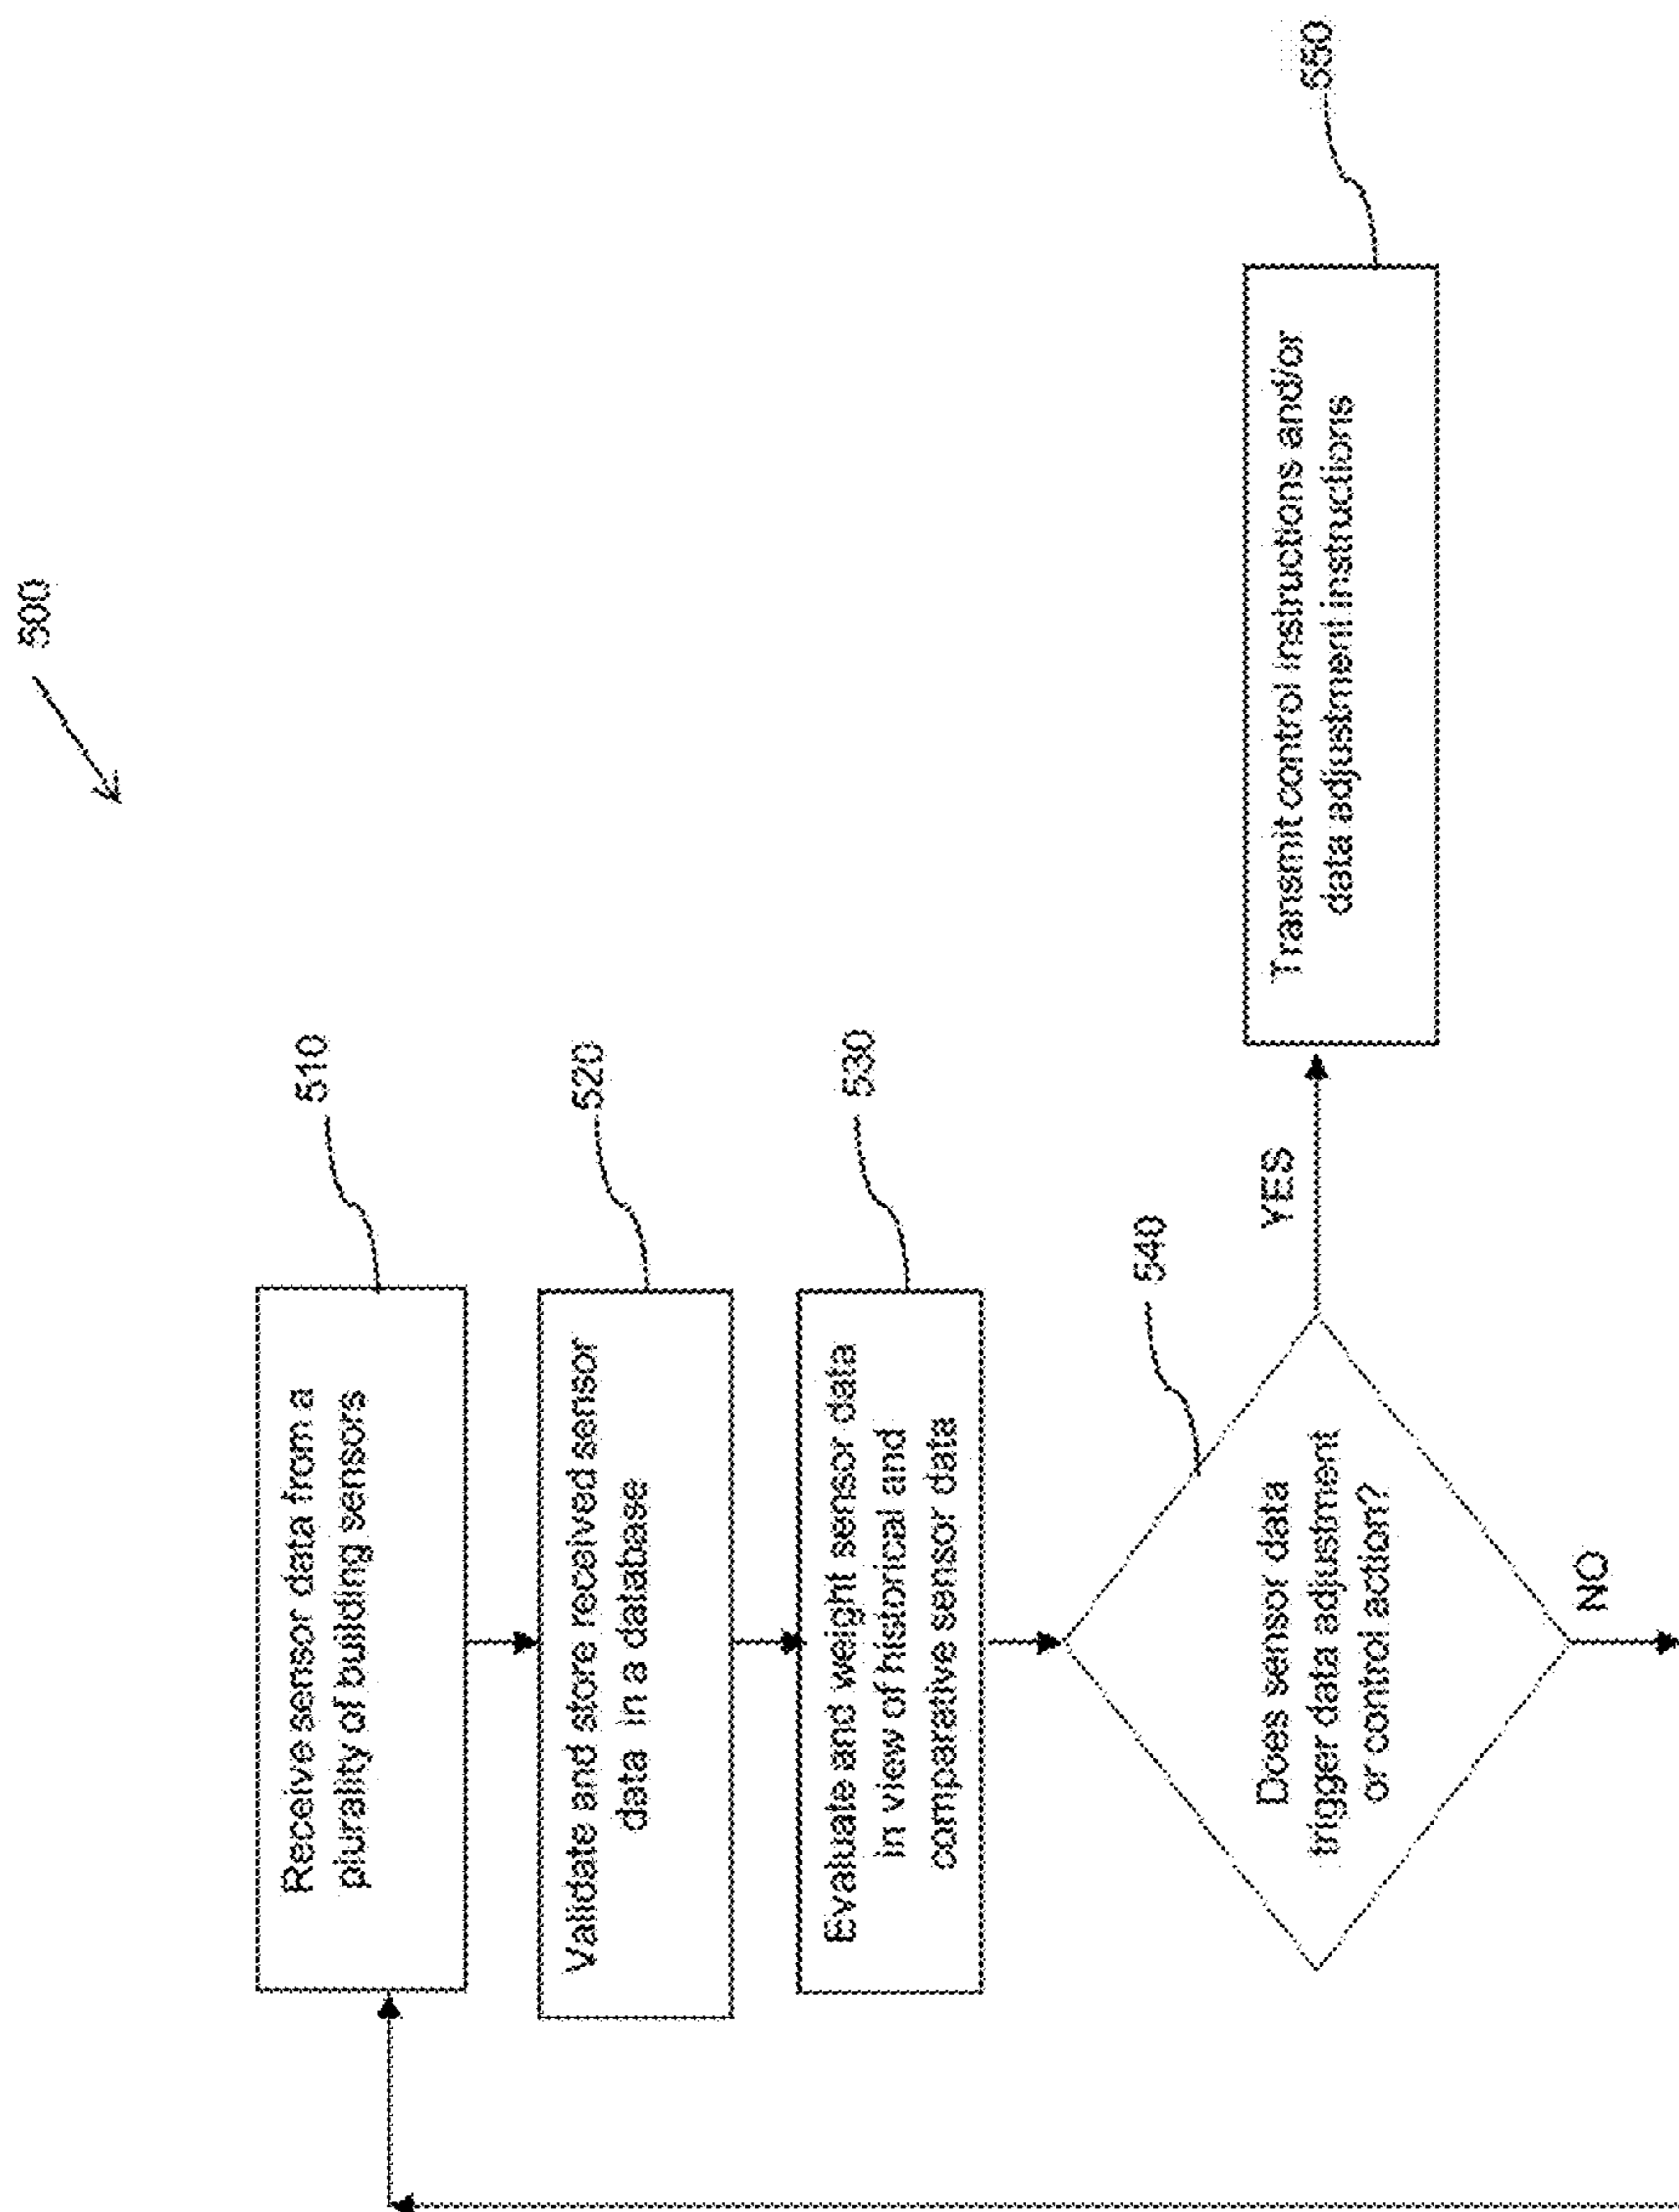 500
510
Receive sensor data from a
plurality of building sensors
520
Validate and store received sensor
data in a database
530
Evaluate and weight sensor data
in view of historical and
comparative sensor data
540
Does sensor data
trigger data adjustment
or control action?
YES
550
Transmit control instructions and/or
data adjustment instructions
NO